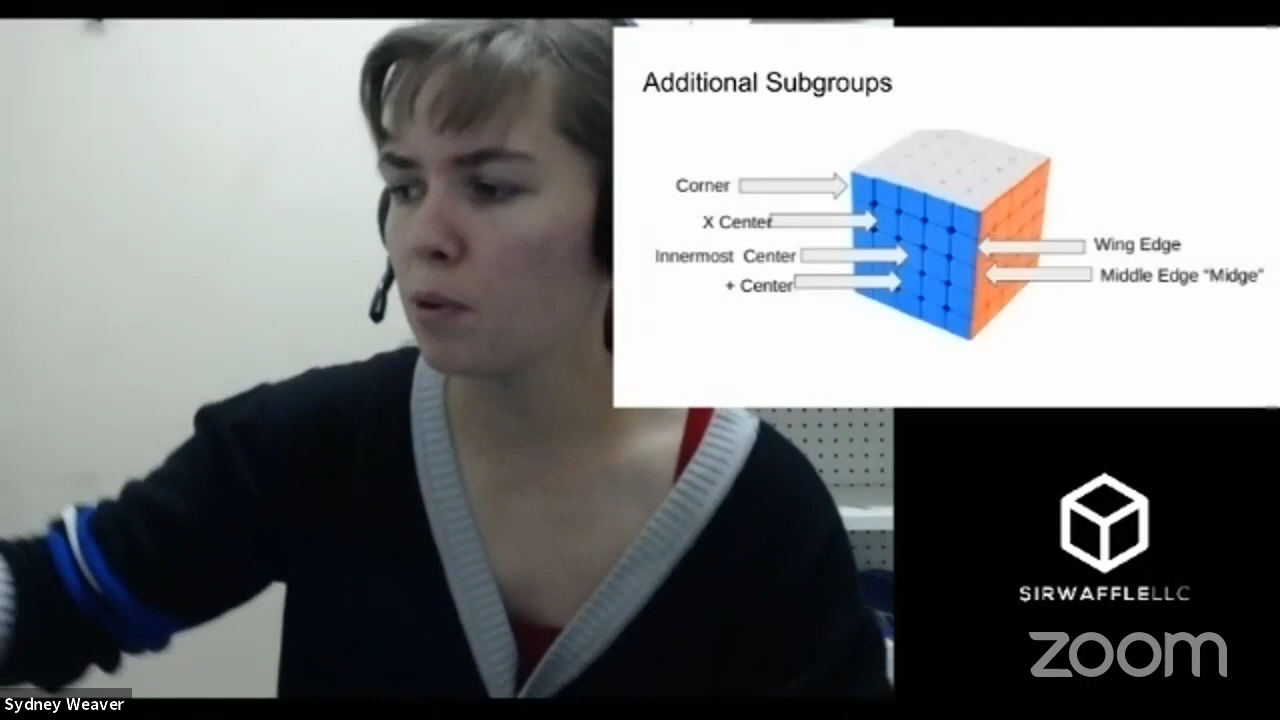 Additional Subgroups
Corner
X Center
Innermost Center
+ Center
Wing Edge
Middle Edge "Midge"
SIRWAFFLELLC
zoom
Sydney Weaver